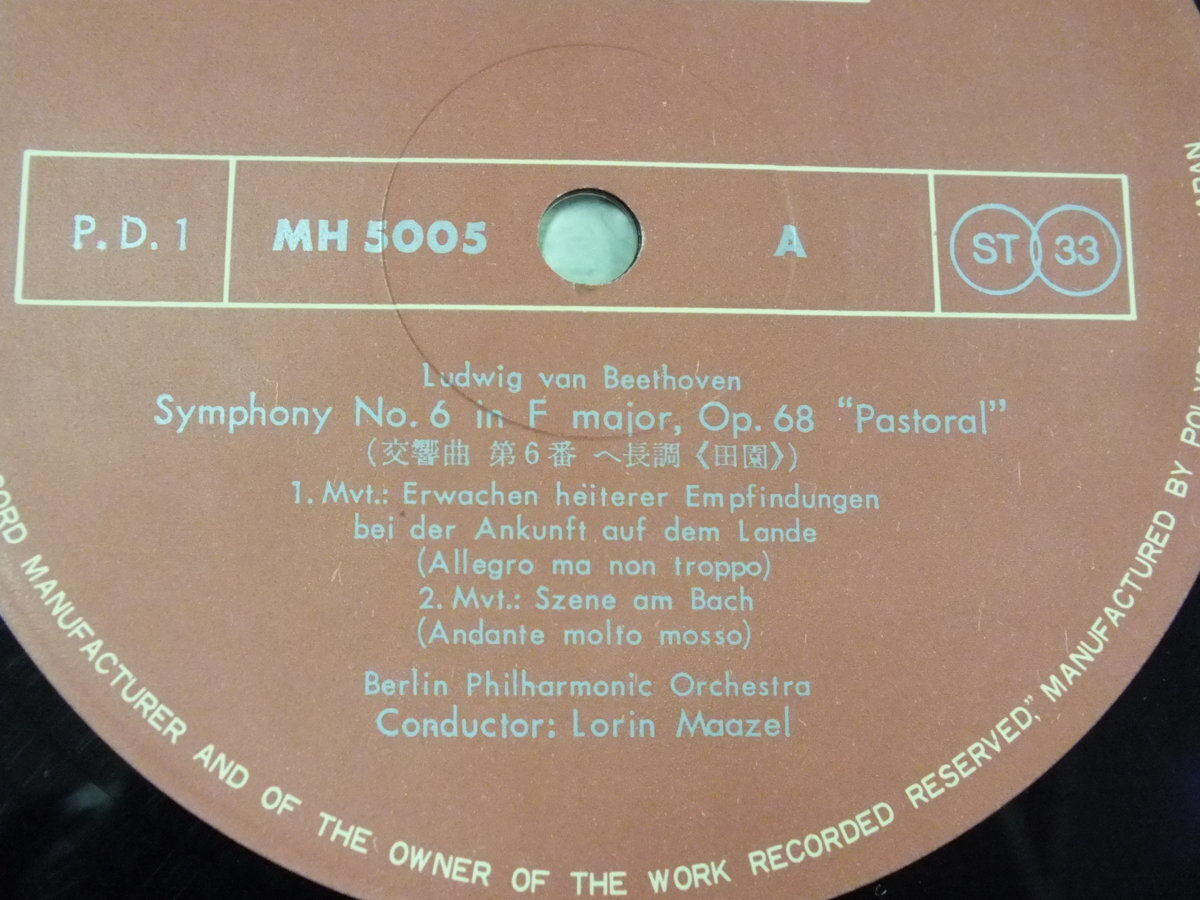 P.D.1
MH 5005
A
ST 33
Ludwig van Beethoven
Symphony No. 6 in F major, Op. 68 “Pastoral”
(交響曲 第6番 ヘ長調《田園》)
1. Mvt.: Erwachen heiterer Empfindungen
bei der Ankunft auf dem Lande
(Allegro ma non troppo)
2. Mvt.: Szene am Bach
(Andante molto mosso)
Berlin Philharmonic Orchestra
Conductor: Lorin Maazel
MANUFACTURER AND OF THE OWNER OF THE WORK RECORDED RESERVED,” MANUFACTURED BY